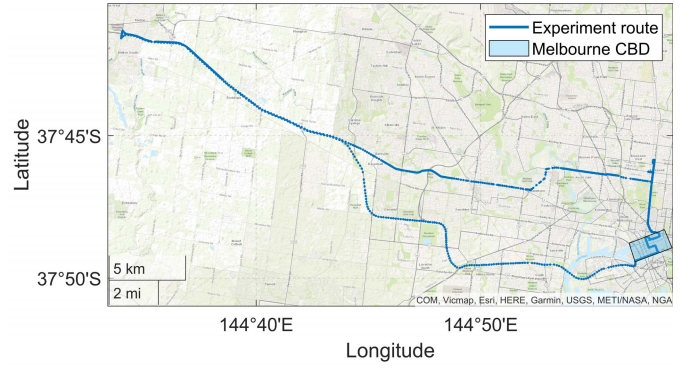 Experiment route
Melbourne CBD
Latitude
37°45'S
37°50'S
5 km
2 mi
COM, Vicmap, Esri, HERE, Garmin, USGS, METI/NASA, NGA
144°40'E
144°50'E
Longitude